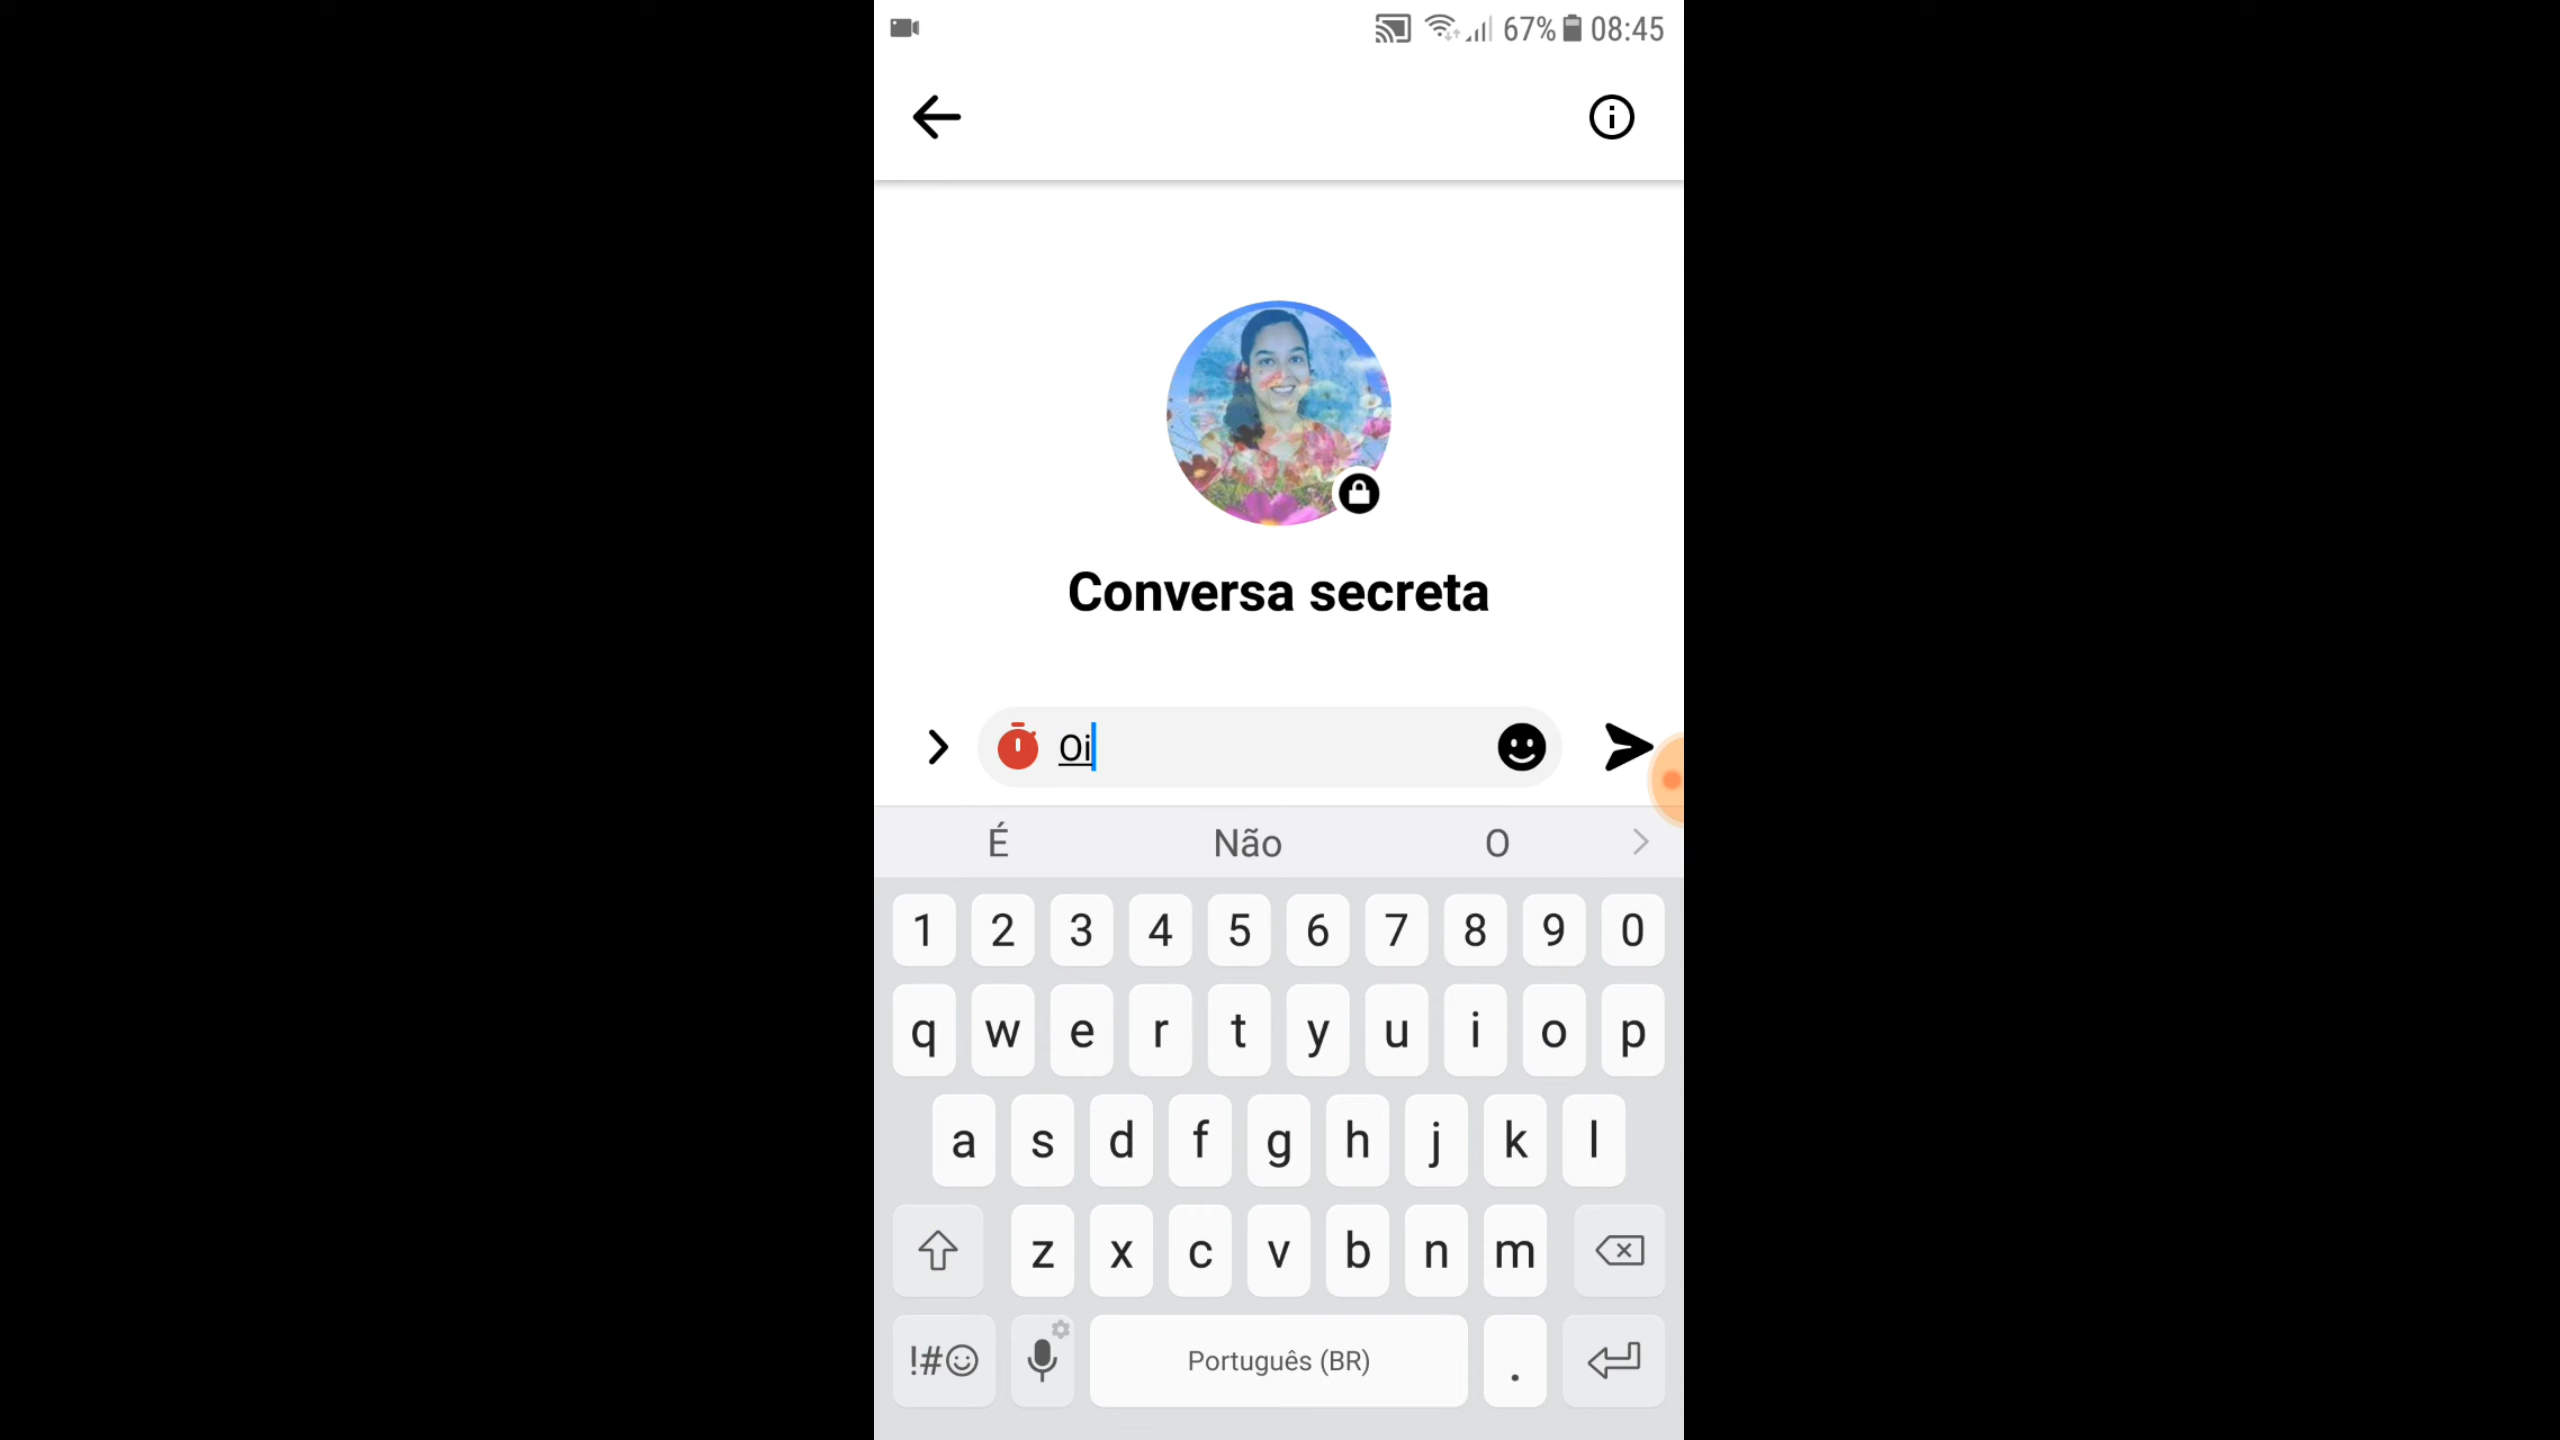 67% 08:45
Conversa secreta
Oi
É Não O
1 2 3 4 5 6 7 8 9 0
q w e r t y u i o p
a s d f g h j k l
z x c v b n m
!#☺ Português (BR) .